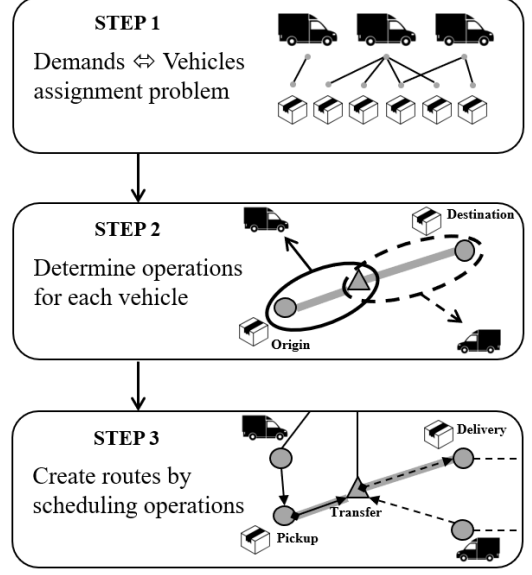 STEP 1
Demands ⇔ Vehicles
assignment problem
STEP 2
Determine operations
for each vehicle
Destination
Origin
STEP 3
Create routes by
scheduling operations
Delivery
Transfer
Pickup